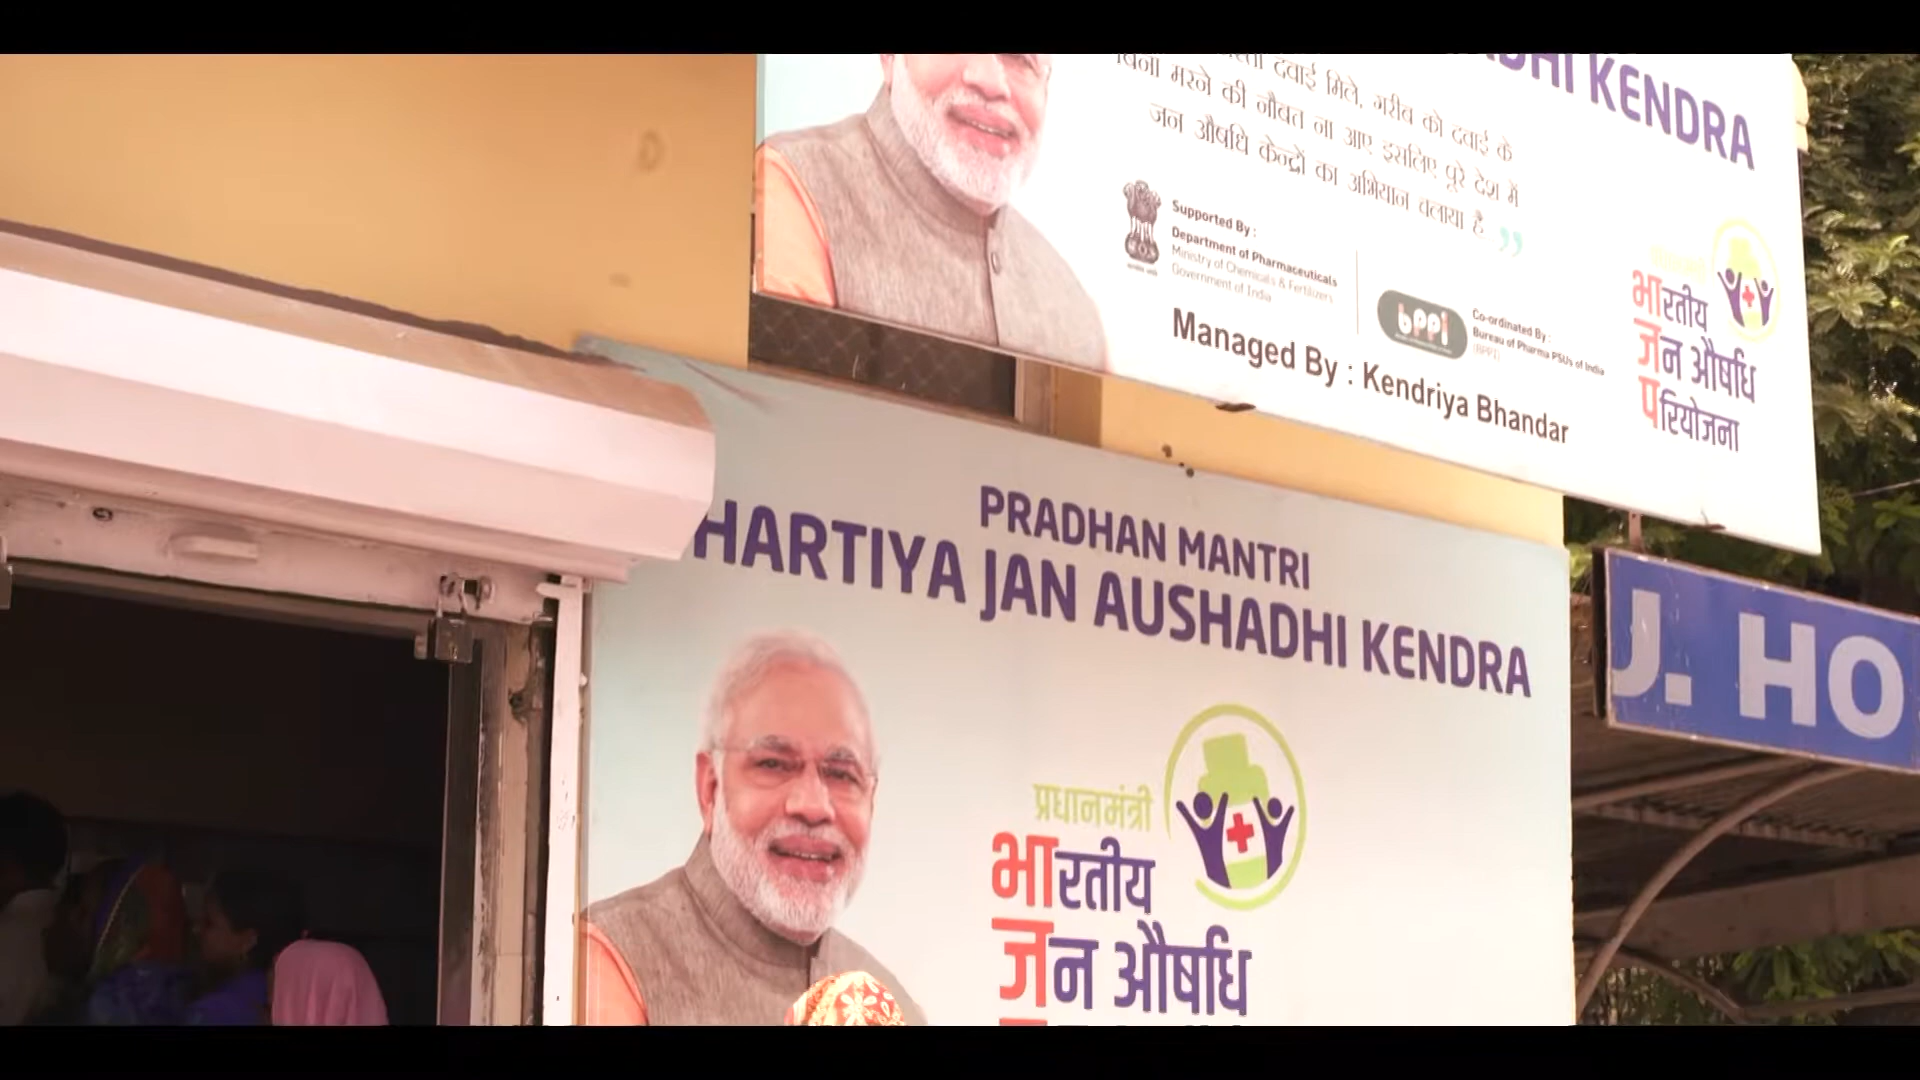 DHI KENDRA
दवाई मिले, गरीब को दवाई के
बिना मरने की नौबत ना आए इसलिए पूरे देश में
जन औषधि केन्द्रों का अभियान चलाया है
Supported By :
Department of Pharmaceuticals
Ministry of Chemicals & Fertilizers
Government of India
bppi
Co-ordinated By :
Bureau of Pharma PSUs of India
(BPPI)
Managed By : Kendriya Bhandar
भारतीय
जन औषधि
परियोजना
PRADHAN MANTRI
HARTIYA JAN AUSHADHI KENDRA
प्रधानमंत्री
भारतीय
जन औषधि
J. HO